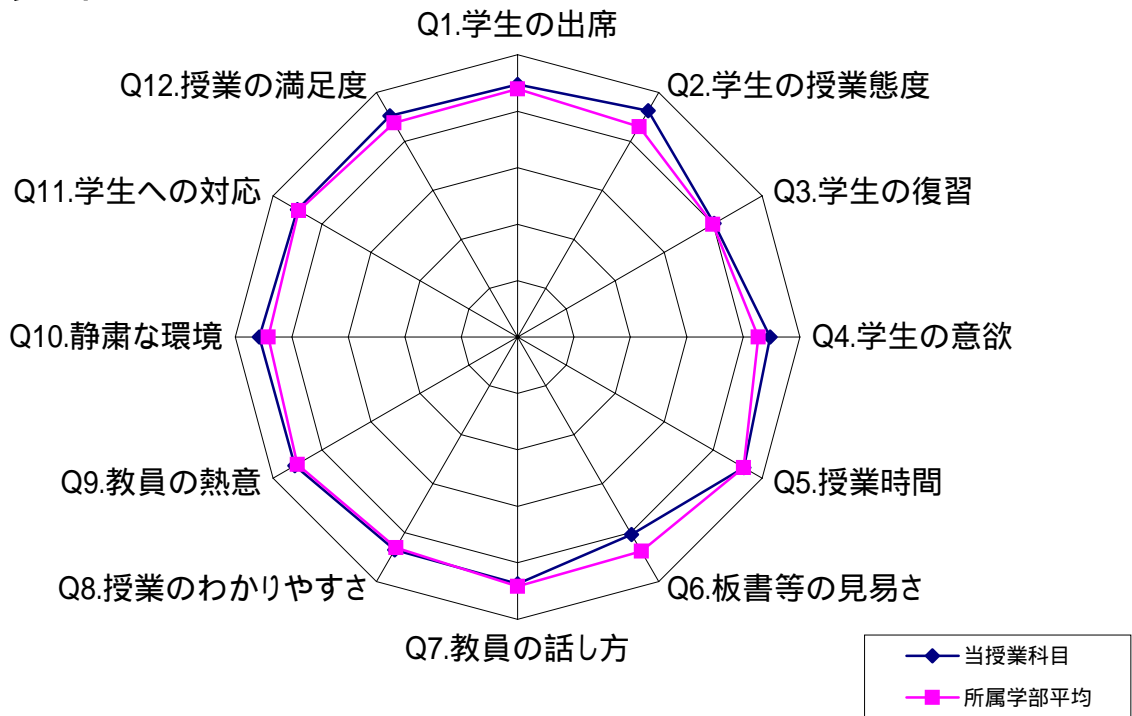 Q1.学生の出席
Q2.学生の授業態度
Q3.学生の復習
Q4.学生の意欲
Q5.授業時間
Q6.板書等の見易さ
Q7.教員の話し方
Q8.授業のわかりやすさ
Q9.教員の熱意
Q10.静粛な環境
Q11.学生への対応
Q12.授業の満足度
当授業科目
所属学部平均